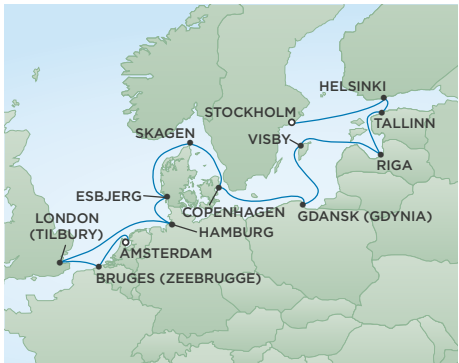 HELSINKI
STOCKHOLM
TALLINN
SKAGEN
VISBY
RIGA
ESBJERG
COPENHAGEN
GDANSK (GDYNIA)
LONDON
(TILBURY)
HAMBURG
AMSTERDAM
BRUGES (ZEEBRUGGE)